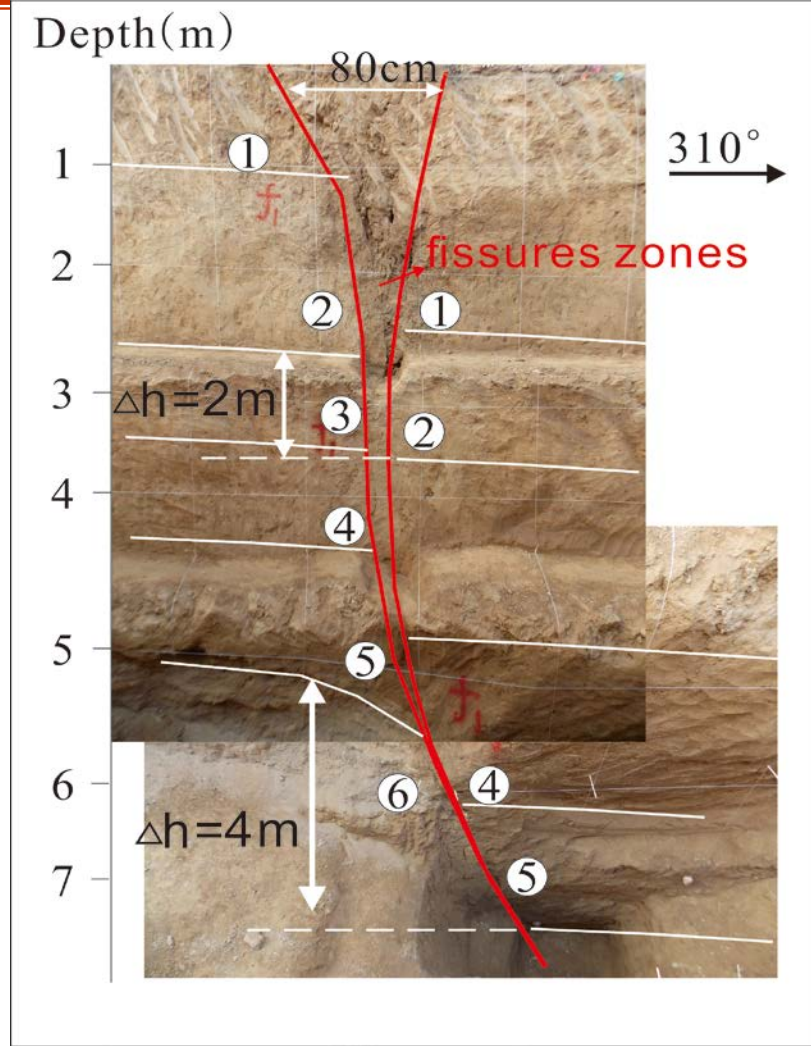 Depth(m)
80cm
310°
1
①
f₁
2
fissures zones
②
①
3
△h=2m
③
②
4
④
5
⑤
f₁
6
⑥
④
△h=4m
7
⑤